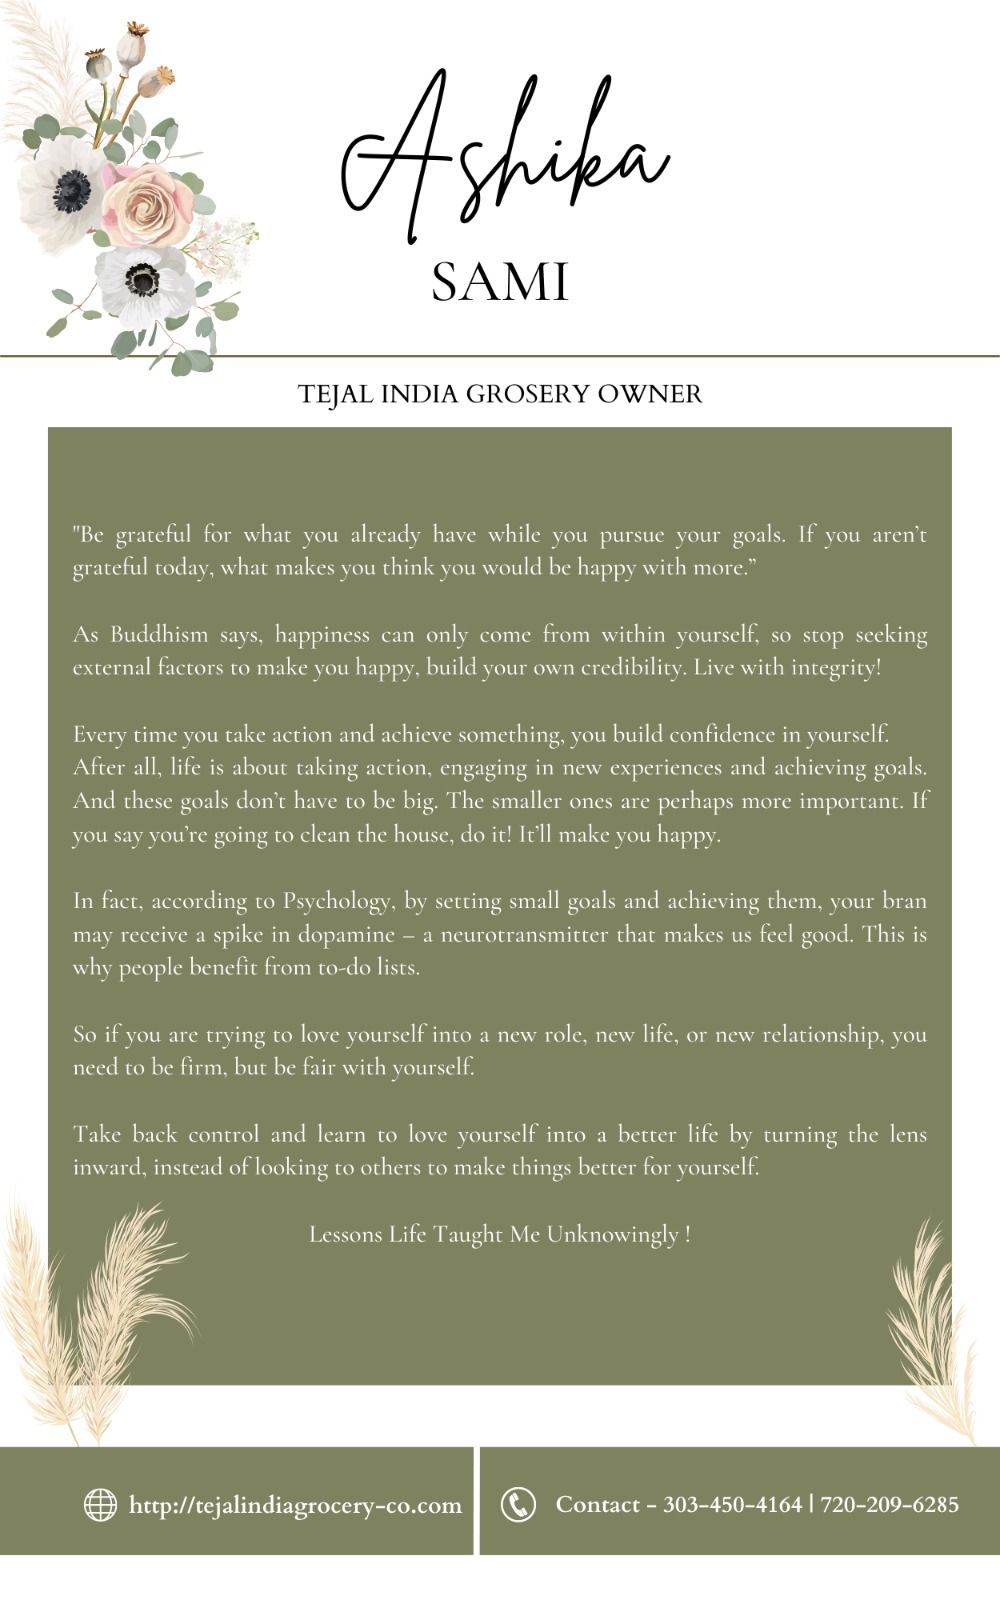 Ashika
SAMI
TEJAL INDIA GROSERY OWNER
"Be grateful for what you already have while you pursue your goals. If you aren’t
grateful today, what makes you think you would be happy with more.”
As Buddhism says, happiness can only come from within yourself, so stop seeking
external factors to make you happy, build your own credibility. Live with integrity!
Every time you take action and achieve something, you build confidence in yourself.
After all, life is about taking action, engaging in new experiences and achieving goals.
And these goals don’t have to be big. The smaller ones are perhaps more important. If
you say you’re going to clean the house, do it! It’ll make you happy.
In fact, according to Psychology, by setting small goals and achieving them, your bran
may receive a spike in dopamine – a neurotransmitter that makes us feel good. This is
why people benefit from to-do lists.
So if you are trying to love yourself into a new role, new life, or new relationship, you
need to be firm, but be fair with yourself.
Take back control and learn to love yourself into a better life by turning the lens
inward, instead of looking to others to make things better for yourself.
Lessons Life Taught Me Unknowingly !
http://tejalindiagrocery-co.com
Contact - 303-450-4164 | 720-209-6285